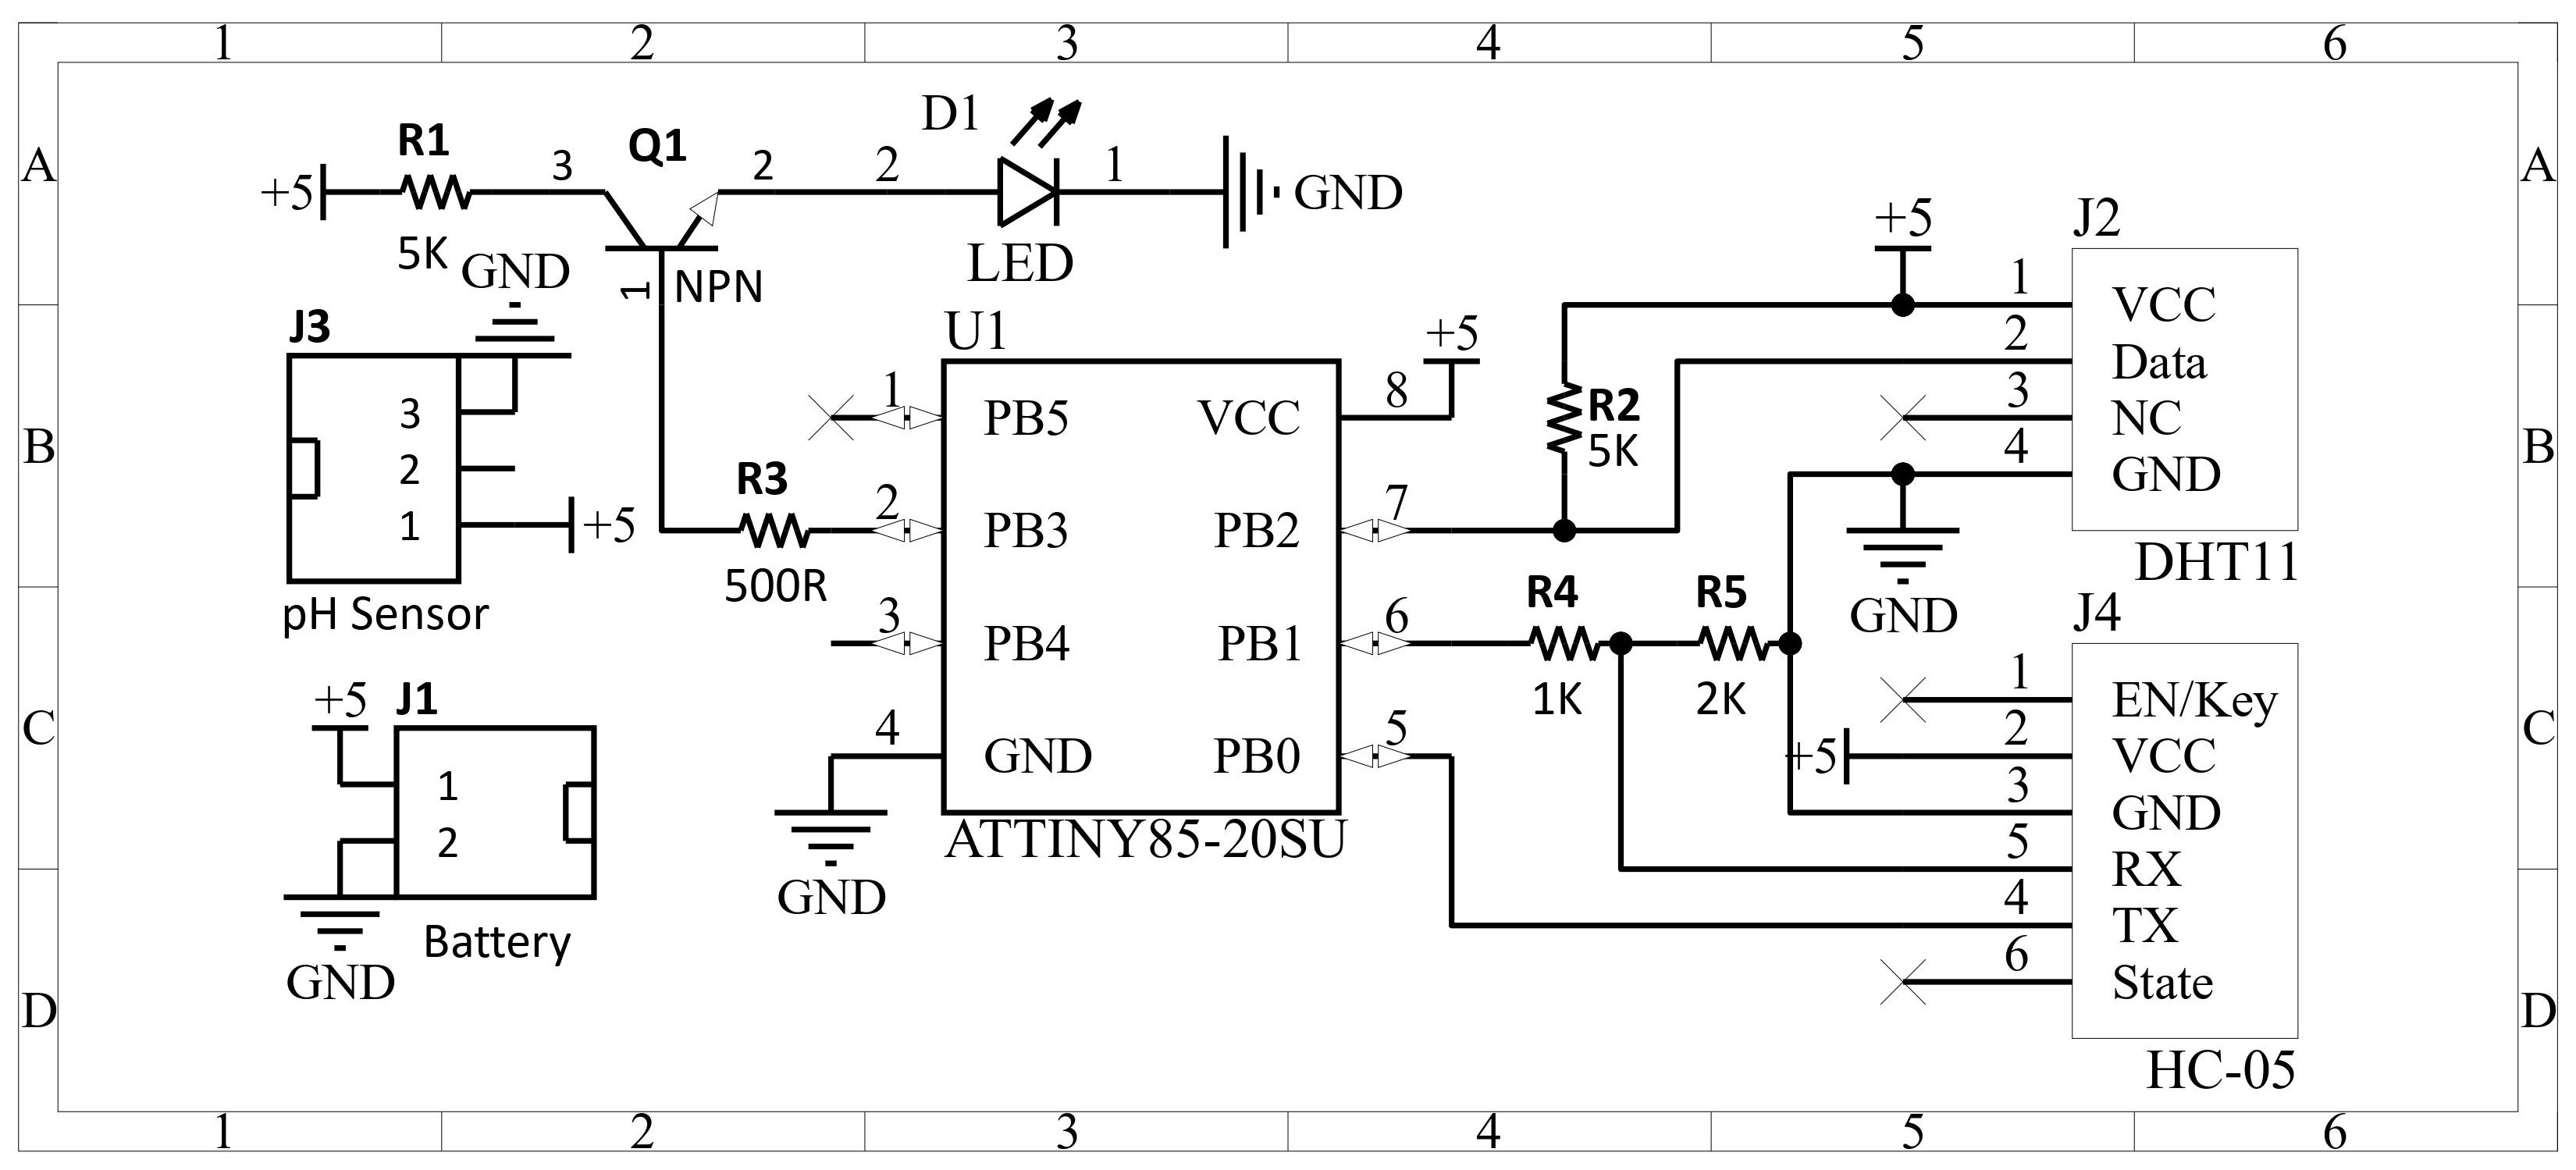 1 2 3 4 5 6
A A
R1
5K
+5
3
Q1
2
1
NPN
D1
2
1
LED
GND
GND
J3
3
2
1
+5
pH Sensor
B B
R3
500R
U1
1 PB5
2 PB3
3 PB4
4 GND
VCC 8
PB2 7
PB1 6
PB0 5
ATTINY85-20SU
+5
GND
R2
5K
+5
J2
1 VCC
2 Data
3 NC
4 GND
DHT11
GND
R4
1K
R5
2K
C C
+5
J1
1
2
Battery
GND
J4
1 EN/Key
+5
2 VCC
3 GND
5 RX
4 TX
6 State
HC-05
D D
1 2 3 4 5 6